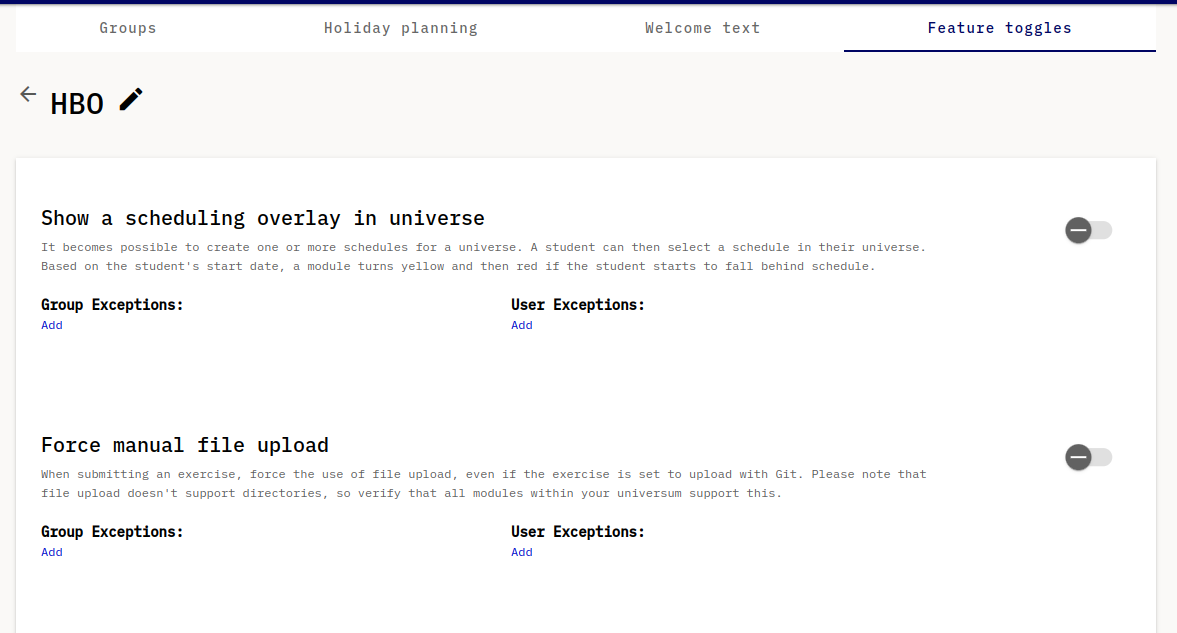 Groups Holiday planning Welcome text Feature toggles
HBO
Show a scheduling overlay in universe
It becomes possible to create one or more schedules for a universe. A student can then select a schedule in their universe.
Based on the student's start date, a module turns yellow and then red if the student starts to fall behind schedule.
Group Exceptions: User Exceptions:
Add Add
Force manual file upload
When submitting an exercise, force the use of file upload, even if the exercise is set to upload with Git. Please note that
file upload doesn't support directories, so verify that all modules within your universum support this.
Group Exceptions: User Exceptions:
Add Add